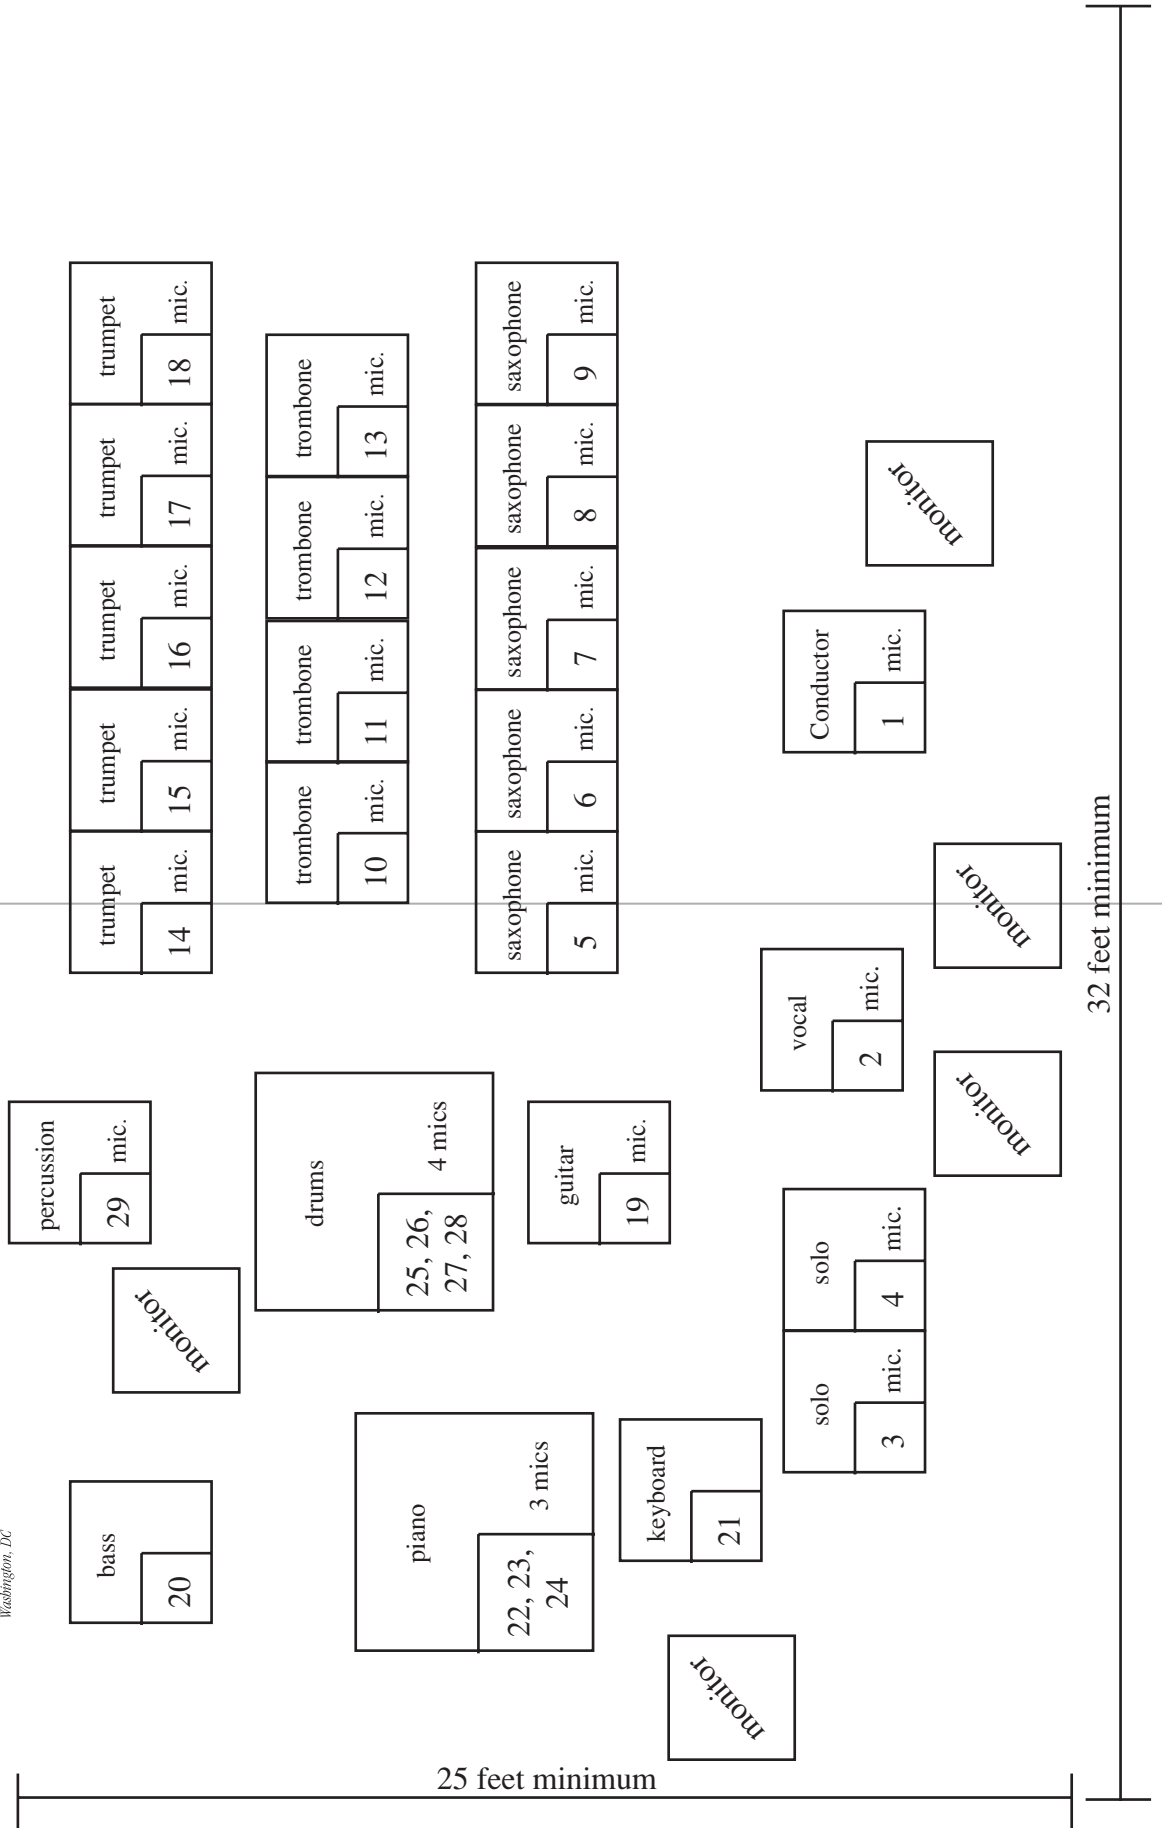 Washington, DC
percussion
29 mic.
bass
20
monitor
trumpet
14 mic.
trumpet
15 mic.
trumpet
16 mic.
trumpet
17 mic.
trumpet
18 mic.
drums
4 mics
25, 26,
27, 28
trombone
10 mic.
trombone
11 mic.
trombone
12 mic.
trombone
13 mic.
piano
3 mics
22, 23,
24
guitar
19 mic.
saxophone
5 mic.
saxophone
6 mic.
saxophone
7 mic.
saxophone
8 mic.
saxophone
9 mic.
keyboard
21
monitor
solo
3 mic.
solo
4 mic.
vocal
2 mic.
Conductor
1 mic.
monitor
monitor
monitor
25 feet minimum
32 feet minimum